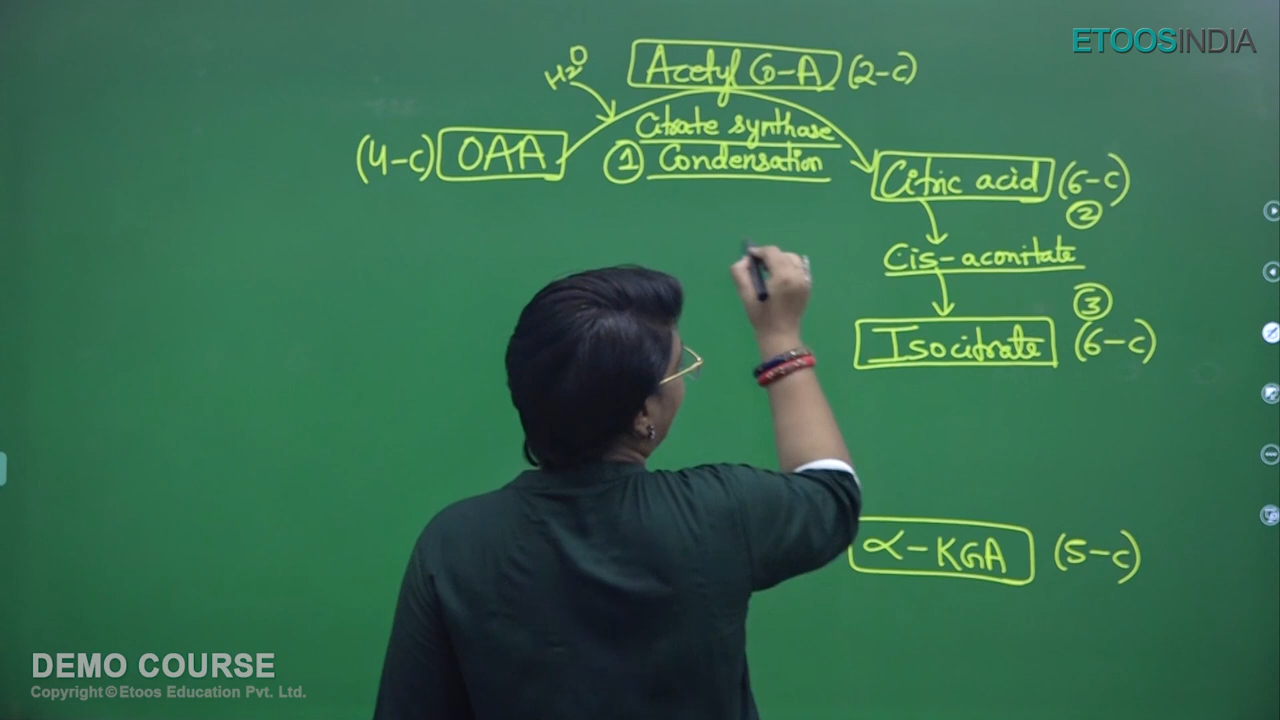 ETOOSINDIA
H2O
Acetyl Co-A (2-c)
Citrate synthase
(4-c) OAA
① Condensation
Citric acid (6-c)
②
Cis-aconitate
③
Isocitrate (6-c)
α-KGA (5-c)
DEMO COURSE
Copyright © Etoos Education Pvt. Ltd.